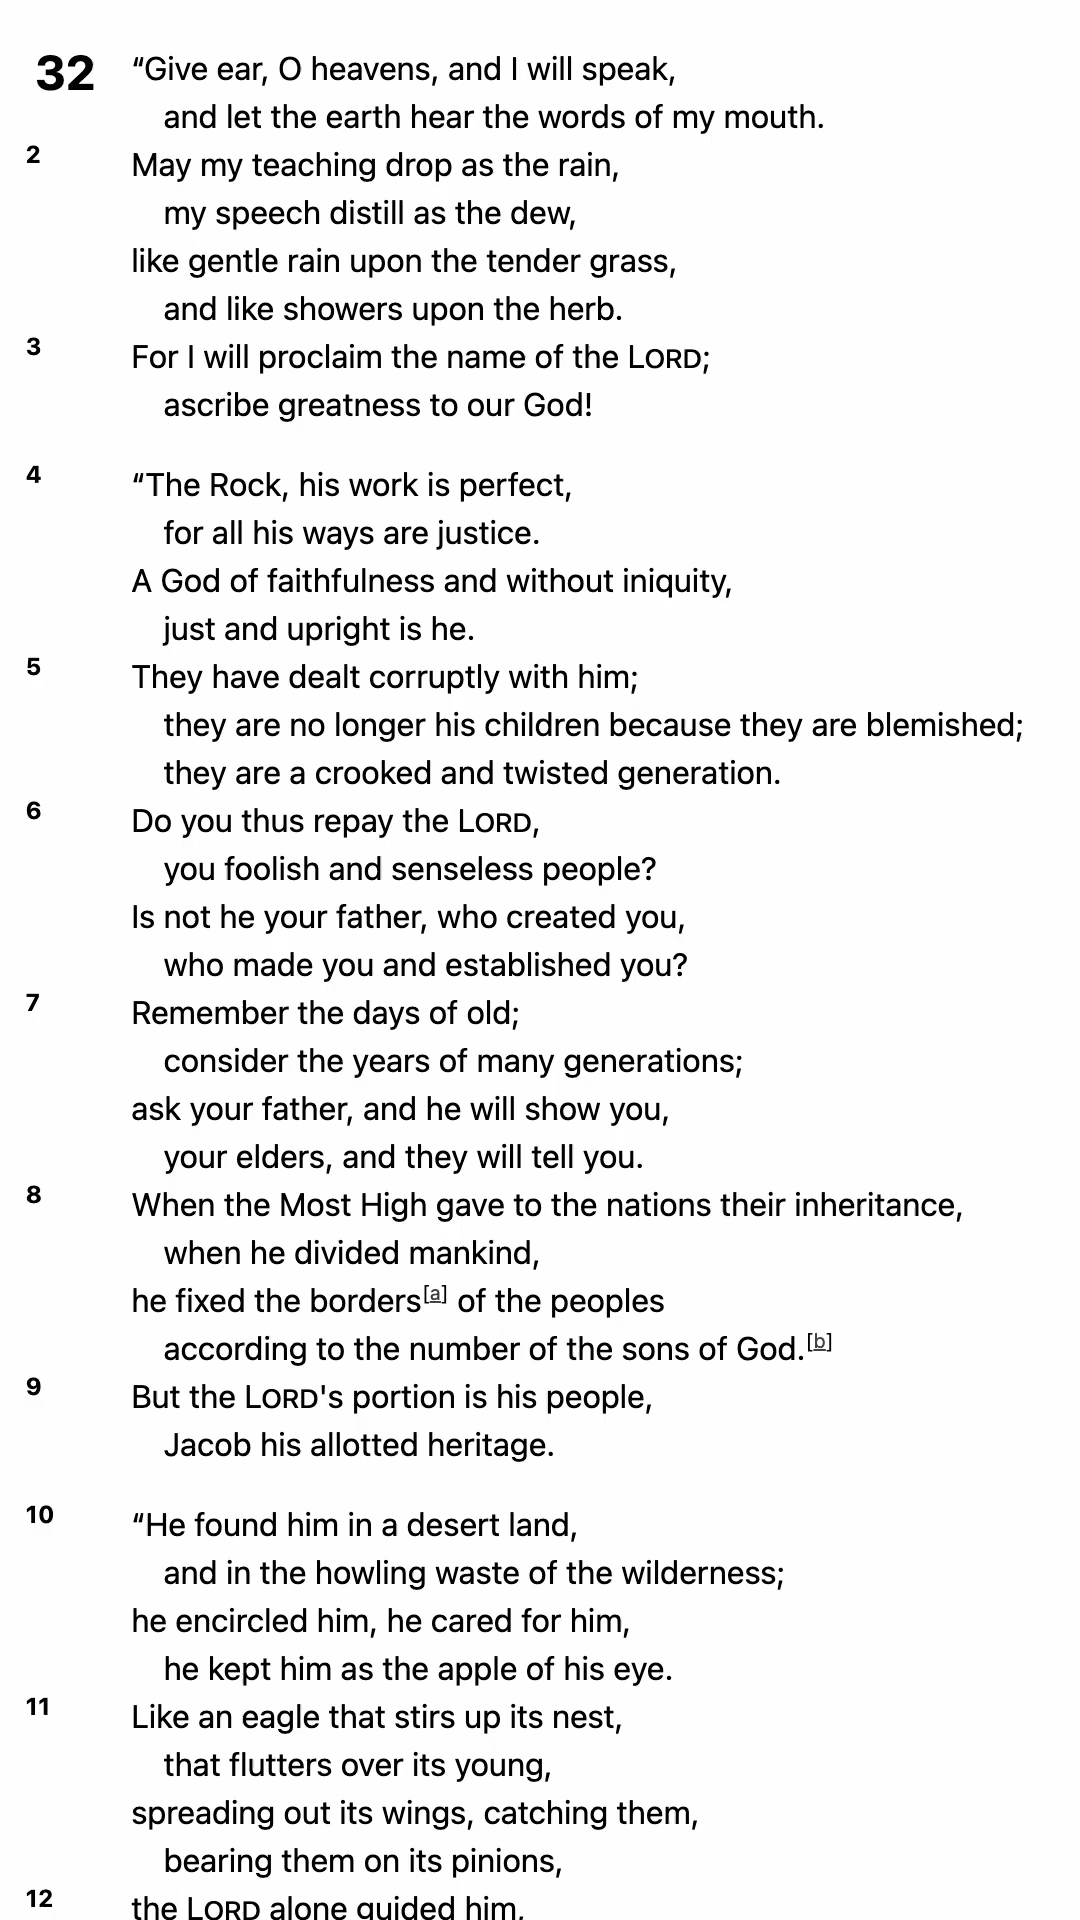 32 “Give ear, O heavens, and I will speak,
and let the earth hear the words of my mouth.
2 May my teaching drop as the rain,
my speech distill as the dew,
like gentle rain upon the tender grass,
and like showers upon the herb.
3 For I will proclaim the name of the LORD;
ascribe greatness to our God!
4 “The Rock, his work is perfect,
for all his ways are justice.
A God of faithfulness and without iniquity,
just and upright is he.
5 They have dealt corruptly with him;
they are no longer his children because they are blemished;
they are a crooked and twisted generation.
6 Do you thus repay the LORD,
you foolish and senseless people?
Is not he your father, who created you,
who made you and established you?
7 Remember the days of old;
consider the years of many generations;
ask your father, and he will show you,
your elders, and they will tell you.
8 When the Most High gave to the nations their inheritance,
when he divided mankind,
he fixed the borders[a] of the peoples
according to the number of the sons of God.[b]
9 But the LORD's portion is his people,
Jacob his allotted heritage.
10 “He found him in a desert land,
and in the howling waste of the wilderness;
he encircled him, he cared for him,
he kept him as the apple of his eye.
11 Like an eagle that stirs up its nest,
that flutters over its young,
spreading out its wings, catching them,
bearing them on its pinions,
12 the LORD alone guided him,